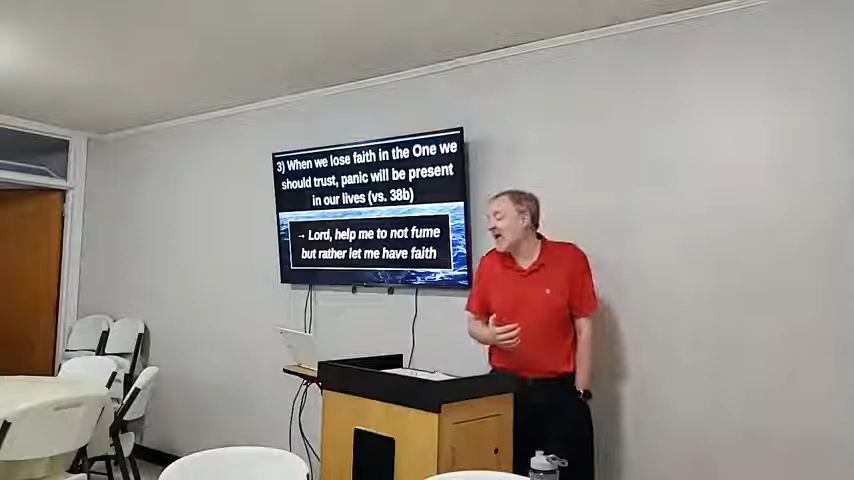 3) When we lose faith in the One we
should trust, panic will be present
in our lives (vs. 38b)
→ Lord, help me to not fume
but rather let me have faith